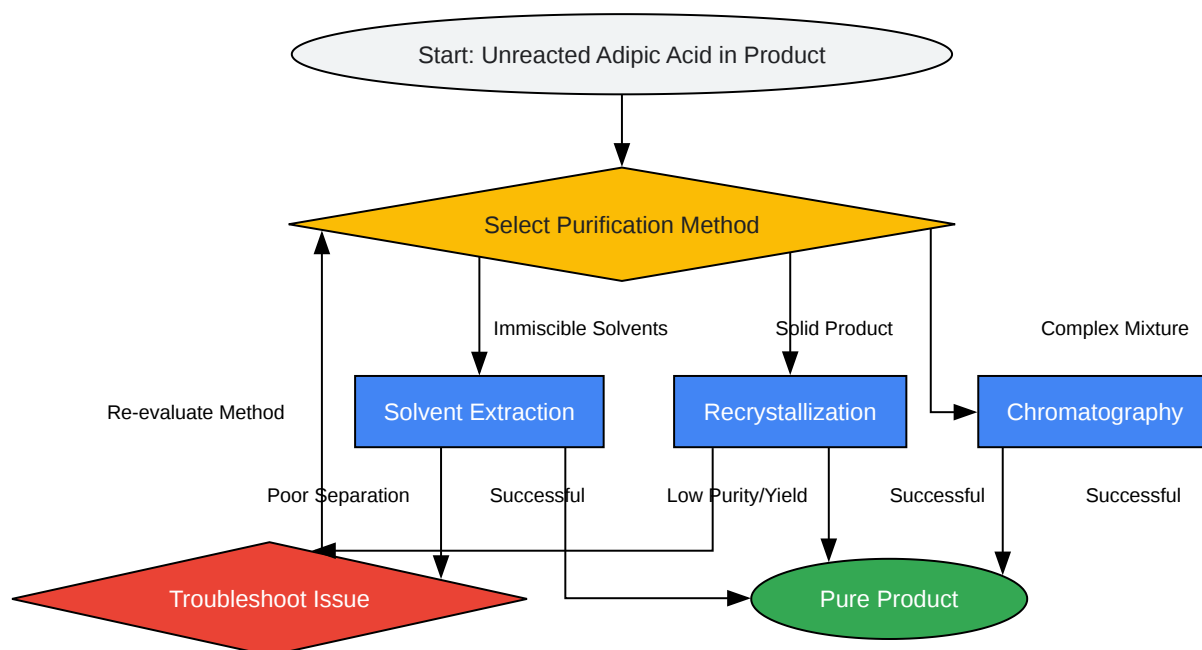 Start: Unreacted Adipic Acid in Product
Select Purification Method
Immiscible Solvents
Solid Product
Complex Mixture
Re-evaluate Method
Solvent Extraction
Recrystallization
Chromatography
Poor Separation
Successful
Low Purity/Yield
Successful
Successful
Troubleshoot Issue
Pure Product